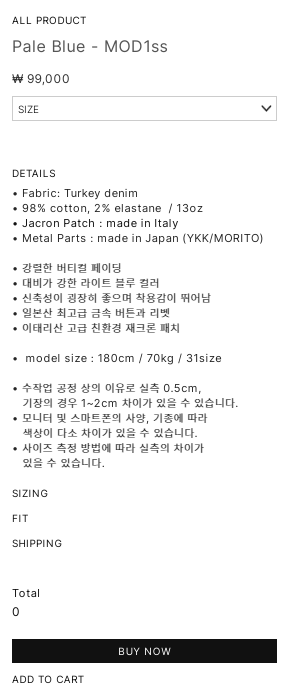 ALL PRODUCT
Pale Blue - MOD1ss
₩ 99,000
SIZE
DETAILS
• Fabric: Turkey denim
• 98% cotton, 2% elastane / 13oz
• Jacron Patch : made in Italy
• Metal Parts : made in Japan (YKK/MORITO)
• 강렬한 버티컬 페이딩
• 대비가 강한 라이트 블루 컬러
• 신축성이 굉장히 좋으며 착용감이 뛰어남
• 일본산 최고급 금속 버튼과 리벳
• 이태리산 고급 친환경 재크론 패치
• model size : 180cm / 70kg / 31size
• 수작업 공정 상의 이유로 실측 0.5cm,
기장의 경우 1~2cm 차이가 있을 수 있습니다.
• 모니터 및 스마트폰의 사양, 기종에 따라
색상이 다소 차이가 있을 수 있습니다.
• 사이즈 측정 방법에 따라 실측의 차이가
있을 수 있습니다.
SIZING
FIT
SHIPPING
Total
0
BUY NOW
ADD TO CART